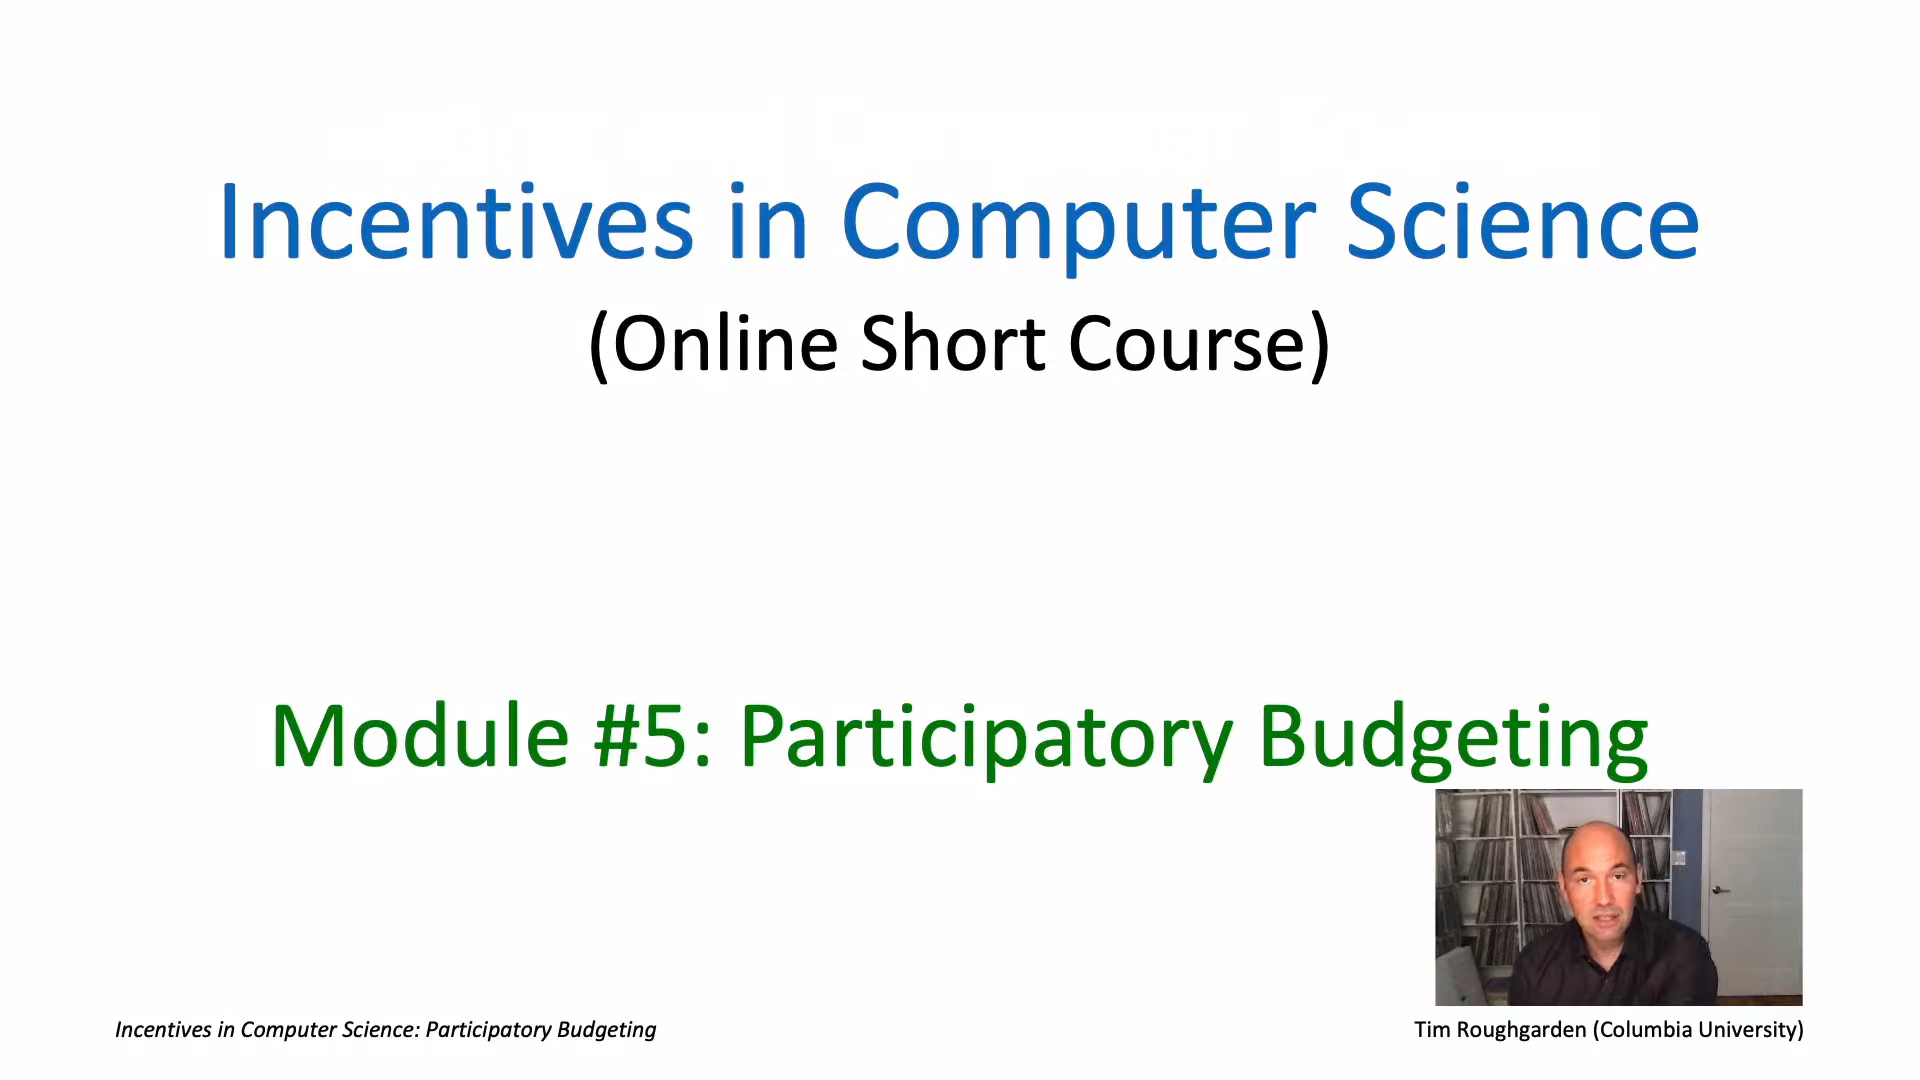 Incentives in Computer Science
(Online Short Course)
Module #5: Participatory Budgeting
Incentives in Computer Science: Participatory Budgeting
Tim Roughgarden (Columbia University)